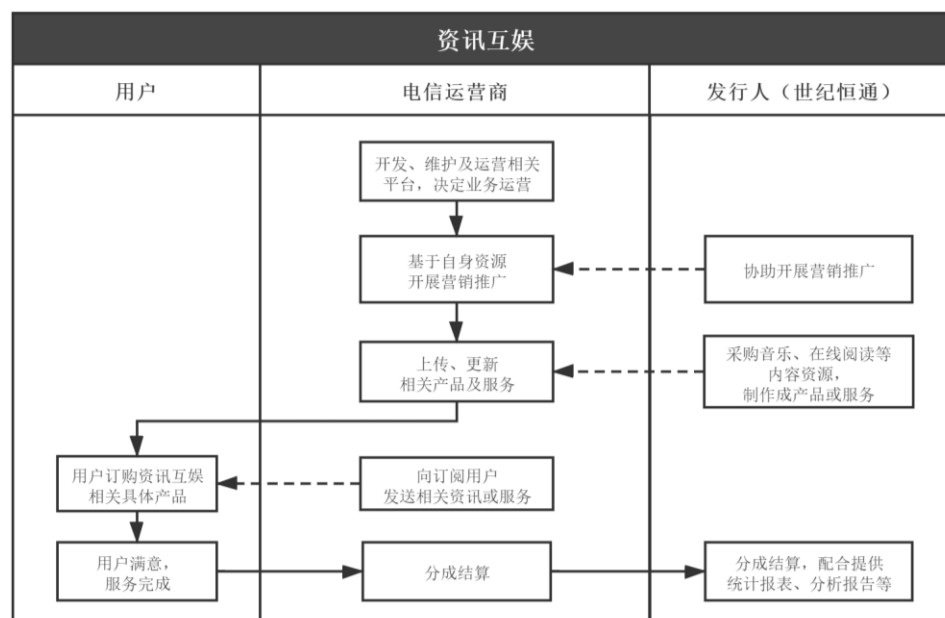 资讯互娱
用户
电信运营商
发行人（世纪恒通）
开发、维护及运营相关
平台，决定业务运营
基于自身资源
开展营销推广
协助开展营销推广
上传、更新
相关产品及服务
采购音乐、在线阅读等
内容资源，
制作成产品或服务
用户订购资讯互娱
相关具体产品
向订阅用户
发送相关资讯或服务
用户满意，
服务完成
分成结算
分成结算，配合提供
统计报表、分析报告等